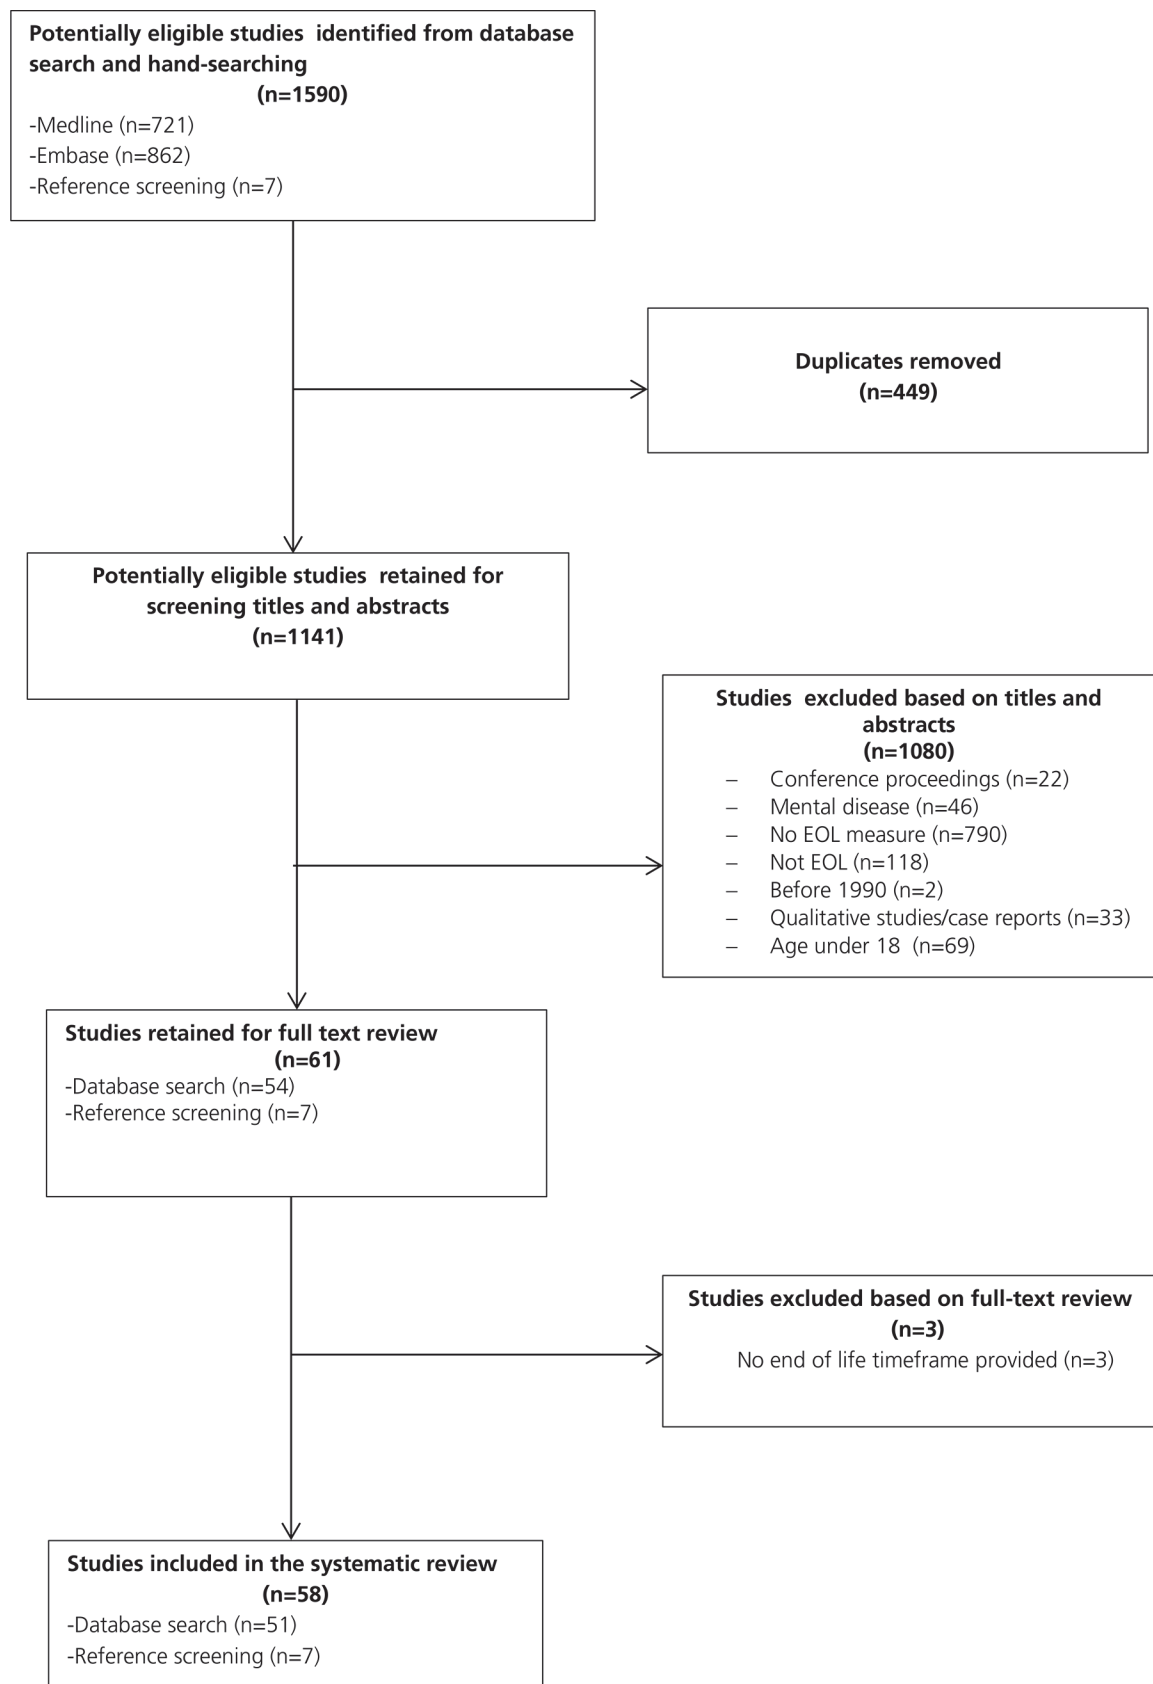 Potentially eligible studies identified from database
search and hand-searching
(n=1590)
-Medline (n=721)
-Embase (n=862)
-Reference screening (n=7)
Duplicates removed
(n=449)
Potentially eligible studies retained for
screening titles and abstracts
(n=1141)
Studies excluded based on titles and
abstracts
(n=1080)
– Conference proceedings (n=22)
– Mental disease (n=46)
– No EOL measure (n=790)
– Not EOL (n=118)
– Before 1990 (n=2)
– Qualitative studies/case reports (n=33)
– Age under 18 (n=69)
Studies retained for full text review
(n=61)
-Database search (n=54)
-Reference screening (n=7)
Studies excluded based on full-text review
(n=3)
No end of life timeframe provided (n=3)
Studies included in the systematic review
(n=58)
-Database search (n=51)
-Reference screening (n=7)